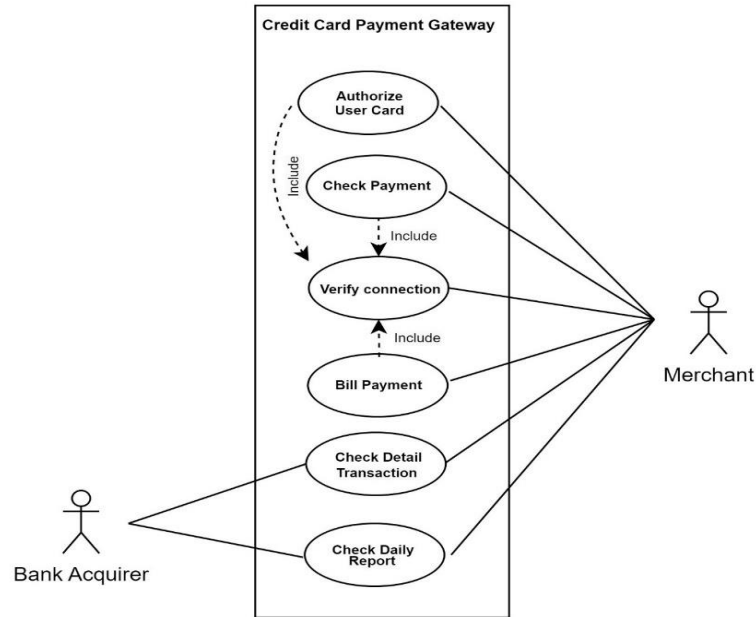 Credit Card Payment Gateway
Authorize
User Card
Include
Check Payment
Include
Verify connection
Include
Bill Payment
Merchant
Check Detail
Transaction
Check Daily
Report
Bank Acquirer